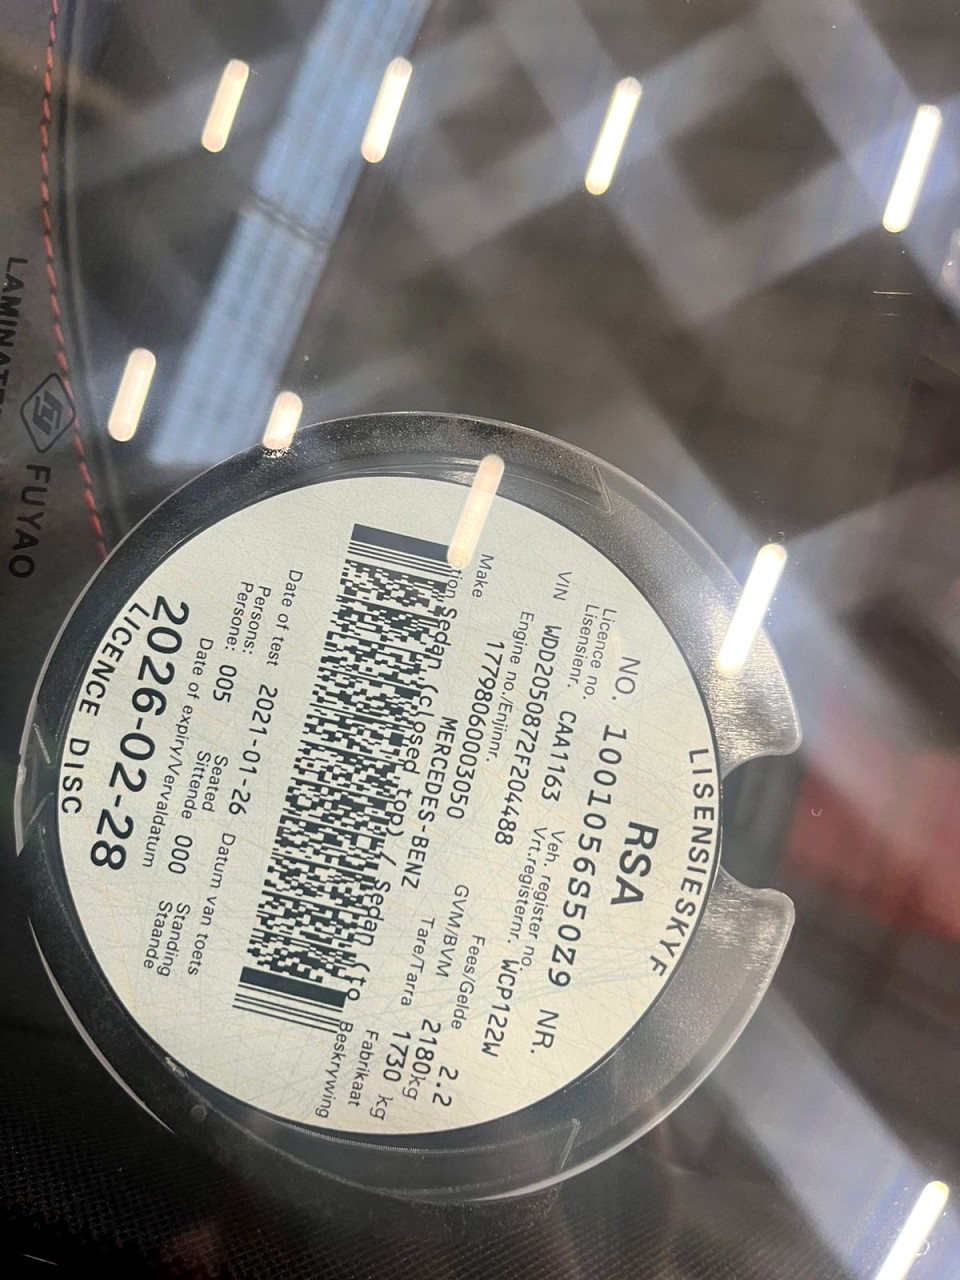 LISENSIESKYF
RSA
NO. 1001056S50Z9 NR.
Licence no. CAA1163 Veh. register no. WCP122W
Lisensienr. Vrt.registernr.
VIN WDD2050872F204488
Engine no./Enjinnr. Fees/Gelde 2.2
17798060003050 GVM/BVM 2180kg
Make MERCEDES-BENZ Tare/Tarra 1730 kg
Fabrikaat
tion Sedan (closed top) / Sedan (to Beskrywing
Date of test 2021-01-26 Datum van toets
Persons: 005 Seated 000 Standing
Persone: Sittende Staande
Date of expiry/Vervaldatum
2026-02-28
LICENCE DISC
FUYAO